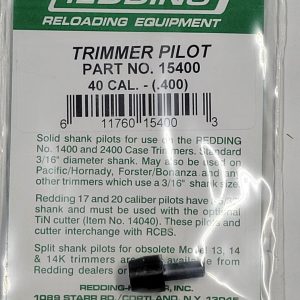 REDDING
RELOADING EQUIPMENT
TRIMMER PILOT
PART NO. 15400
40 CAL. - (.400)
6 11760 15400 3
Solid shank pilots for use on the REDDING
No. 1400 and 2400 Case Trimmers. Standard
3/16" diameter shank. May also be used on
Pacific/Hornady, Forster/Bonanza and any
other trimmers which use a 3/16" shank size.
Redding 17 and 20 caliber pilots have
shank and must be used with the optional
TiN cutter (Item No. 14040). These pilots and
cutter interchange with RCBS.
Split shank pilots for obsolete Model 13, 14
& 14K trimmers are available from
Redding dealers or
REDDING
1089 STARR RD./CORTLAND, N.Y. 13045